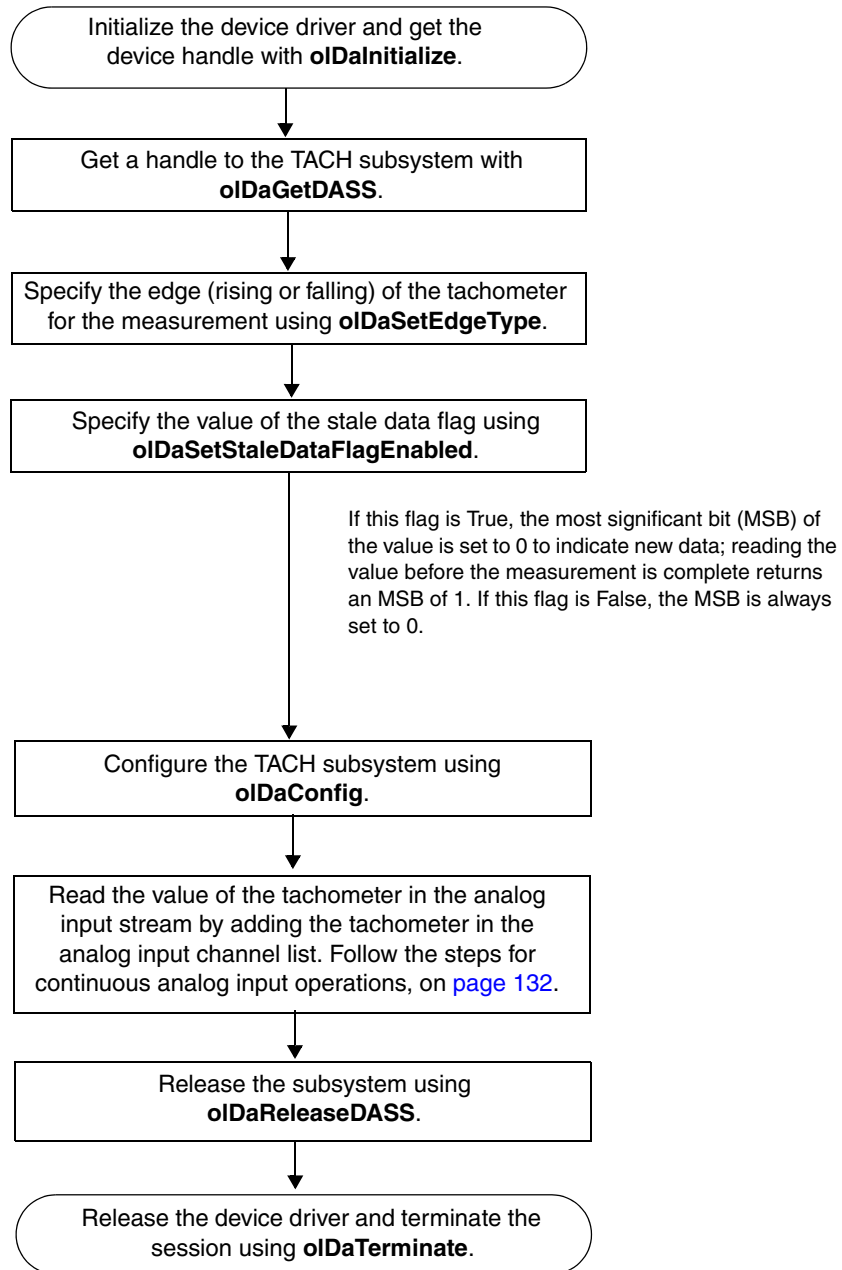 Initialize the device driver and get the
device handle with olDaInitialize.
Get a handle to the TACH subsystem with
olDaGetDASS.
Specify the edge (rising or falling) of the tachometer
for the measurement using olDaSetEdgeType.
Specify the value of the stale data flag using
olDaSetStaleDataFlagEnabled.
If this flag is True, the most significant bit (MSB) of
the value is set to 0 to indicate new data; reading the
value before the measurement is complete returns
an MSB of 1. If this flag is False, the MSB is always
set to 0.
Configure the TACH subsystem using
olDaConfig.
Read the value of the tachometer in the analog
input stream by adding the tachometer in the
analog input channel list. Follow the steps for
continuous analog input operations, on page 132.
Release the subsystem using
olDaReleaseDASS.
Release the device driver and terminate the
session using olDaTerminate.